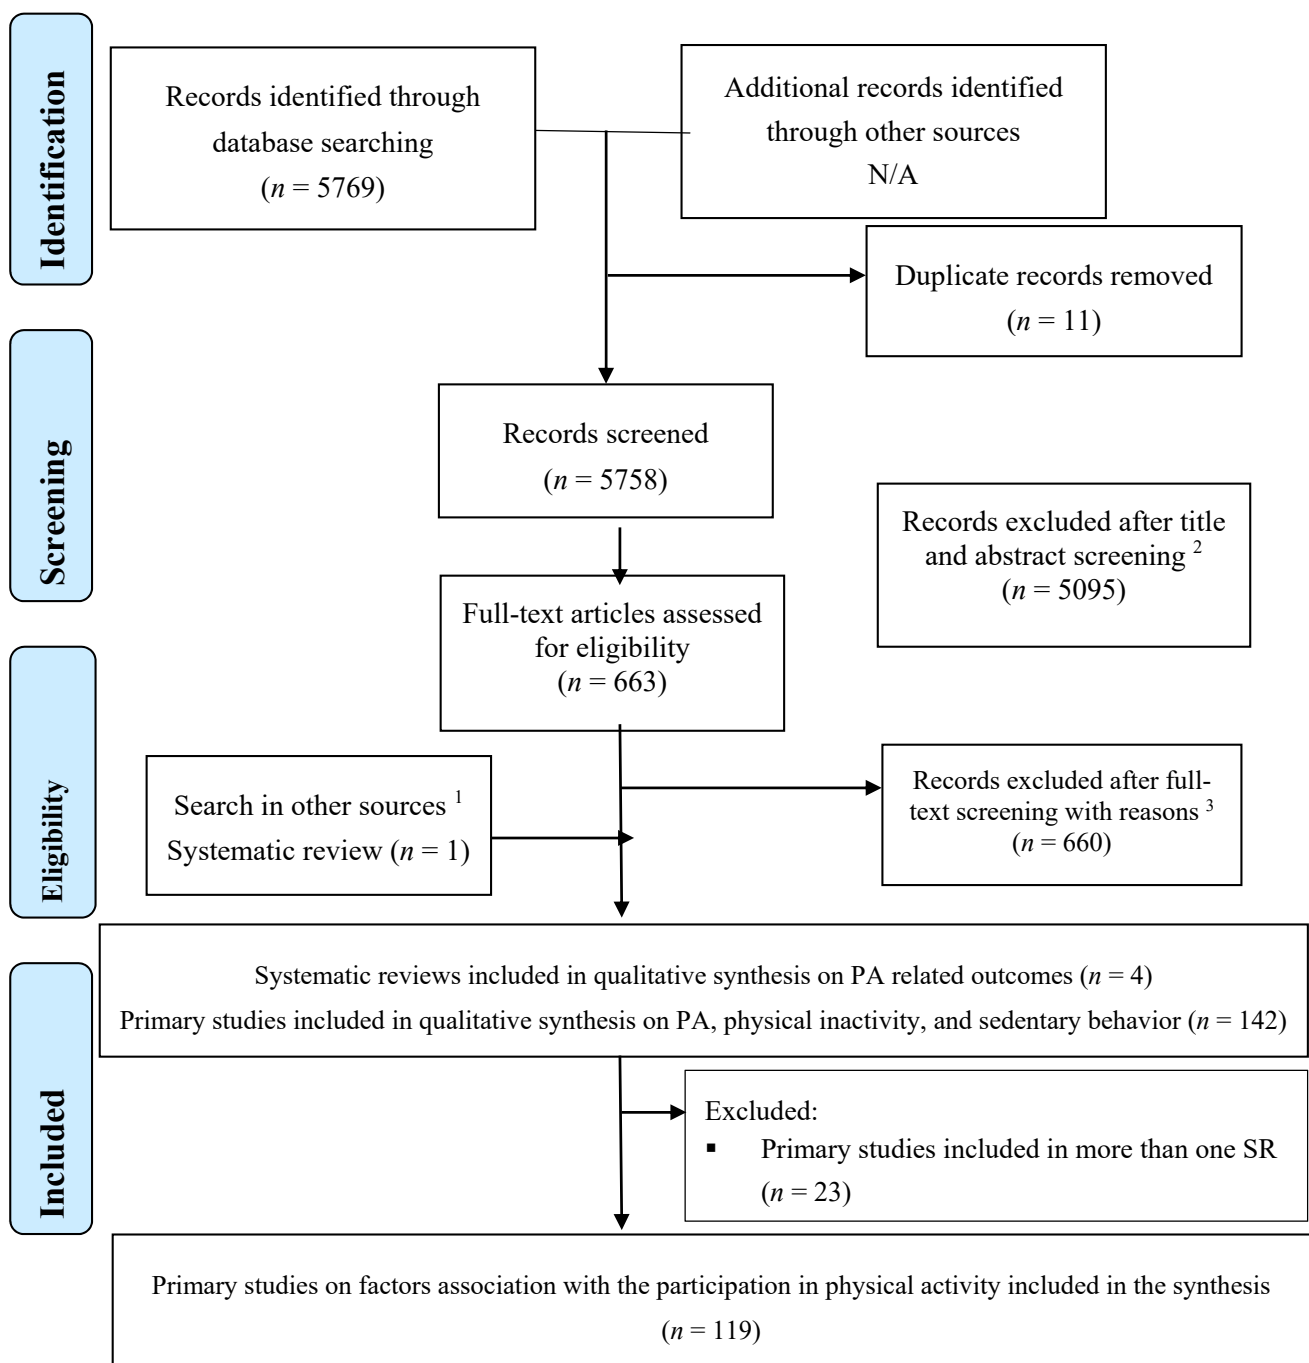 Identification
Records identified through
database searching
(n = 5769)
Additional records identified
through other sources
N/A
Duplicate records removed
(n = 11)
Screening
Records screened
(n = 5758)
Records excluded after title
and abstract screening 2
(n = 5095)
Full-text articles assessed
for eligibility
(n = 663)
Eligibility
Search in other sources 1
Systematic review (n = 1)
Records excluded after full-
text screening with reasons 3
(n = 660)
Included
Systematic reviews included in qualitative synthesis on PA related outcomes (n = 4)
Primary studies included in qualitative synthesis on PA, physical inactivity, and sedentary behavior (n = 142)
Excluded:
▪ Primary studies included in more than one SR
(n = 23)
Primary studies on factors association with the participation in physical activity included in the synthesis
(n = 119)